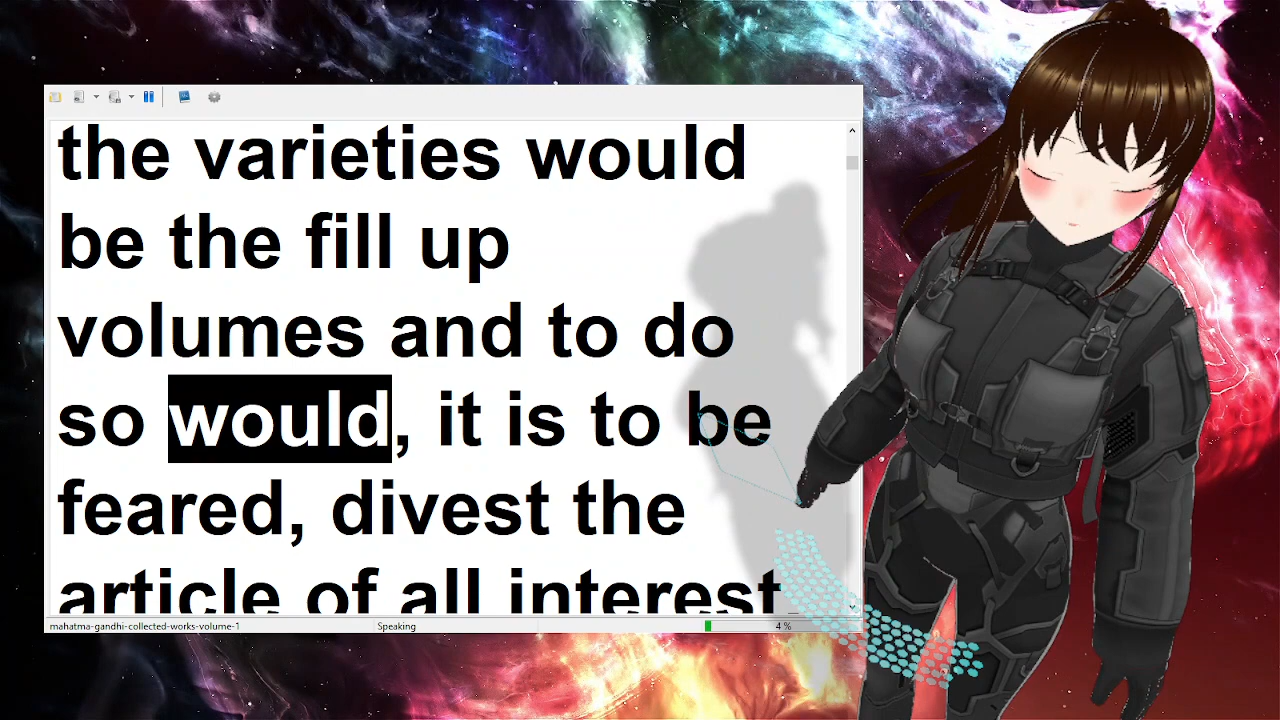 the varieties would
be the fill up
volumes and to do
so would, it is to be
feared, divest the
article of all interest
mahatma-gandhi-collected-works-volume-1 Speaking 4 %